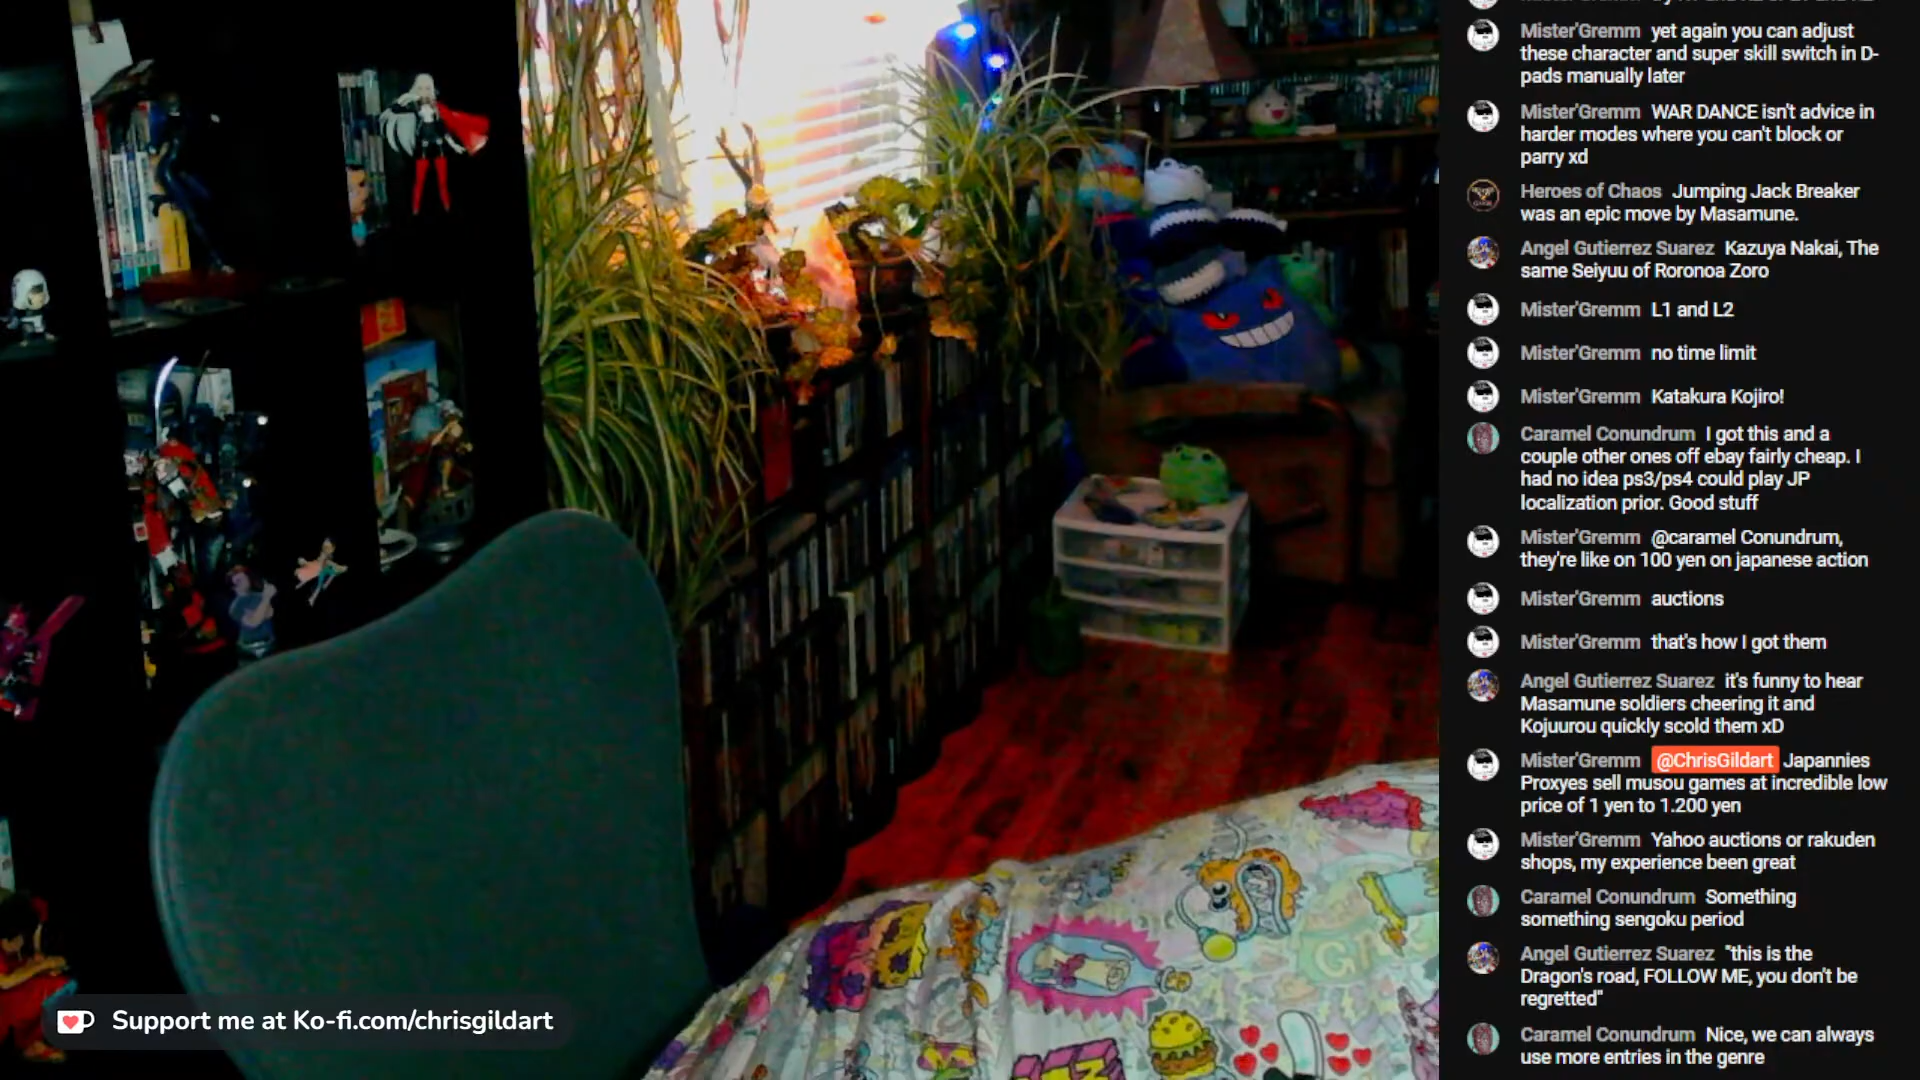 Mister'Gremm yet again you can adjust
these character and super skill switch in D-
pads manually later
Mister'Gremm WAR DANCE isn't advice in
harder modes where you can't block or
parry xd
Heroes of Chaos Jumping Jack Breaker
was an epic move by Masamune.
Angel Gutierrez Suarez Kazuya Nakai, The
same Seiyuu of Roronoa Zoro
Mister'Gremm L1 and L2
Mister'Gremm no time limit
Mister'Gremm Katakura Kojiro!
Caramel Conundrum I got this and a
couple other ones off ebay fairly cheap. I
had no idea ps3/ps4 could play JP
localization prior. Good stuff
Mister'Gremm @caramel Conundrum,
they're like on 100 yen on japanese action
Mister'Gremm auctions
Mister'Gremm that's how I got them
Angel Gutierrez Suarez it's funny to hear
Masamune soldiers cheering it and
Kojuurou quickly scold them xD
Mister'Gremm @ChrisGildart Japannies
Proxyes sell musou games at incredible low
price of 1 yen to 1.200 yen
Mister'Gremm Yahoo auctions or rakuden
shops, my experience been great
Caramel Conundrum Something
something sengoku period
Angel Gutierrez Suarez "this is the
Dragon's road, FOLLOW ME, you don't be
regretted"
Caramel Conundrum Nice, we can always
use more entries in the genre
Support me at Ko-fi.com/chrisgildart